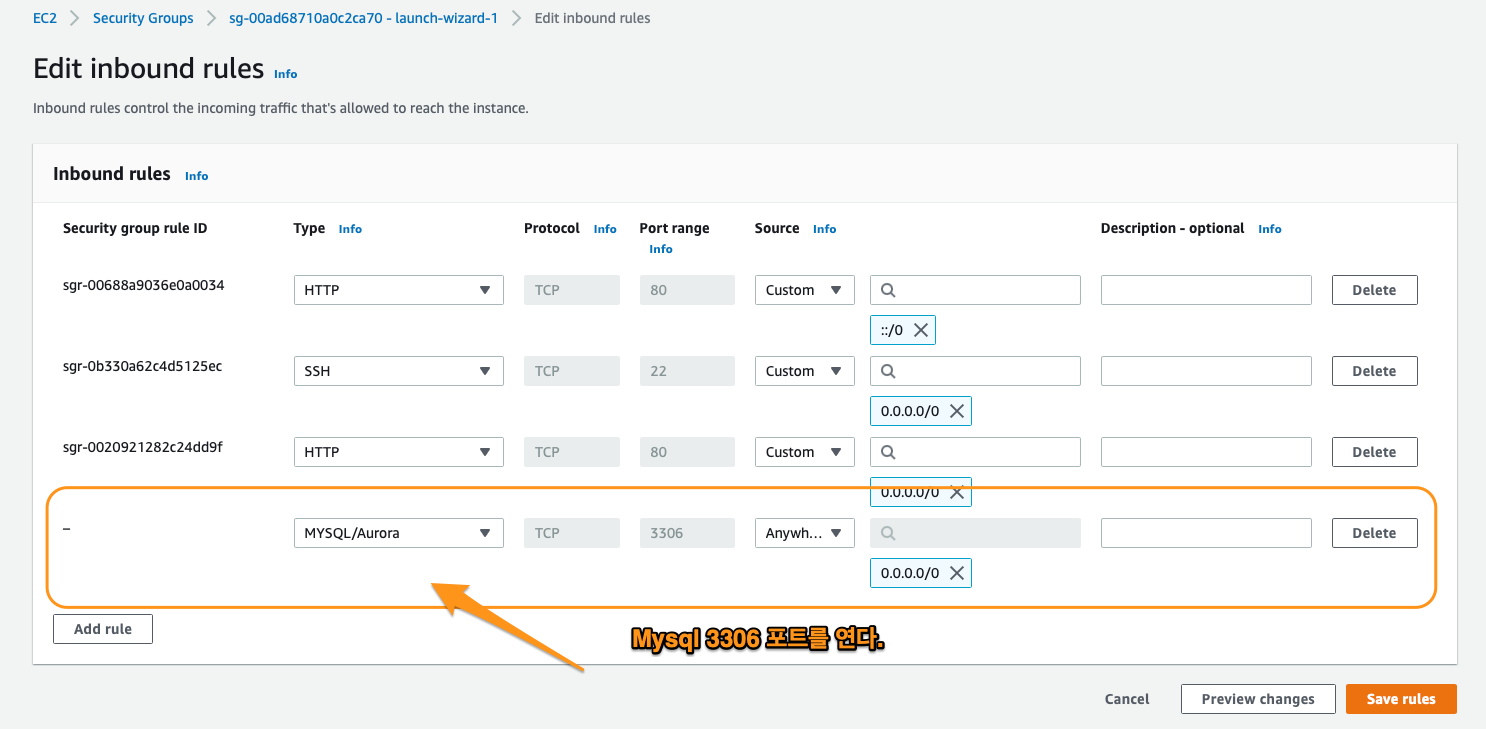 EC2 > Security Groups > sg-00ad68710a0c2ca70 - launch-wizard-1 > Edit inbound rules
Edit inbound rules Info
Inbound rules control the incoming traffic that's allowed to reach the instance.
Inbound rules Info
Security group rule ID Type Info Protocol Info Port range Source Info Description - optional Info
Info
sgr-00688a9036e0a0034 HTTP TCP 80 Custom Delete
::/0
sgr-0b330a62c4d5125ec SSH TCP 22 Custom Delete
0.0.0.0/0
sgr-0020921282c24dd9f HTTP TCP 80 Custom Delete
0.0.0.0/0
– MYSQL/Aurora TCP 3306 Anywh... Delete
0.0.0.0/0
Add rule
Mysql 3306 포트를 연다.
Cancel Preview changes Save rules